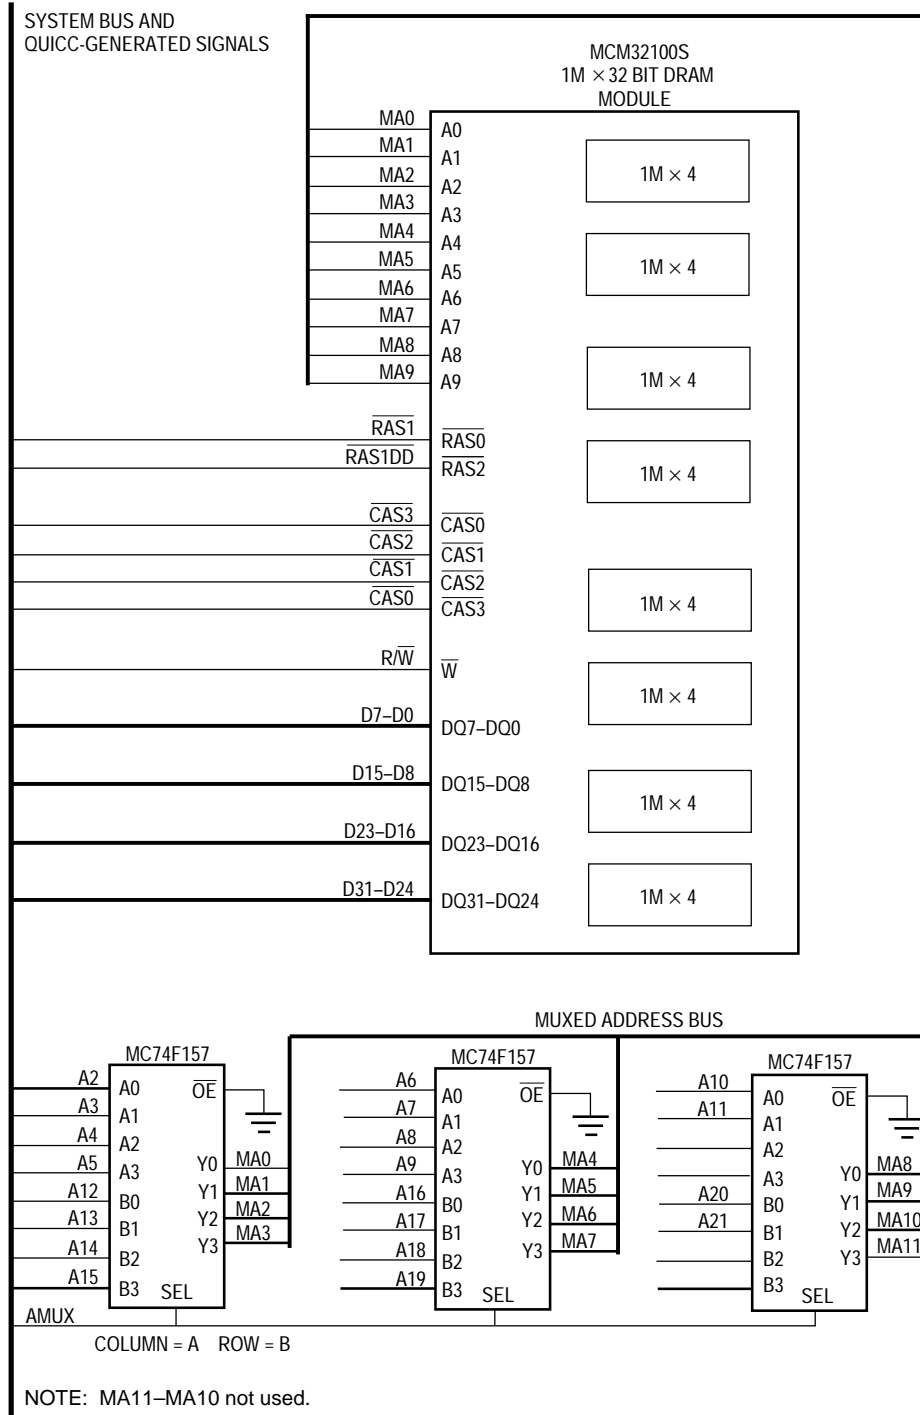 SYSTEM BUS AND
QUICC-GENERATED SIGNALS
MCM32100S
1M × 32 BIT DRAM
MODULE
MA0 A0
MA1 A1
MA2 A2
MA3 A3
MA4 A4
MA5 A5
MA6 A6
MA7 A7
MA8 A8
MA9 A9
1M × 4
1M × 4
1M × 4
1M × 4
1M × 4
1M × 4
1M × 4
1M × 4
RAS1 RAS0
RAS1DD RAS2
CAS3 CAS0
CAS2 CAS1
CAS1 CAS2
CAS0 CAS3
R/W W
D7–D0 DQ7–DQ0
D15–D8 DQ15–DQ8
D23–D16 DQ23–DQ16
D31–D24 DQ31–DQ24
MUXED ADDRESS BUS
MC74F157
A2 A0 OE
A3 A1
A4 A2
A5 A3 Y0 MA0
A12 B0 Y1 MA1
A13 B1 Y2 MA2
A14 B2 Y3 MA3
A15 B3 SEL
MC74F157
A6 A0 OE
A7 A1
A8 A2
A9 A3 Y0 MA4
A16 B0 Y1 MA5
A17 B1 Y2 MA6
A18 B2 Y3 MA7
A19 B3 SEL
MC74F157
A10 A0 OE
A11 A1
A2
A3 Y0 MA8
A20 B0 Y1 MA9
A21 B1 Y2 MA10
B2 Y3 MA11
B3 SEL
AMUX
COLUMN = A ROW = B
NOTE: MA11–MA10 not used.